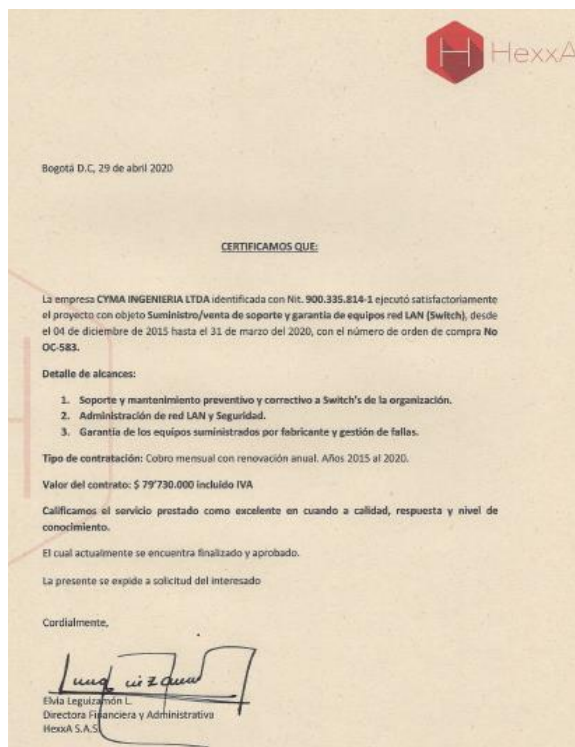 HexxA
Bogotá D.C, 29 de abril 2020
CERTIFICAMOS QUE:
La empresa CYMA INGENIERIA LTDA identificada con Nit. 900.335.814-1 ejecutó satisfactoriamente
el proyecto con objeto Suministro/venta de soporte y garantía de equipos red LAN (Switch), desde
el 04 de diciembre de 2015 hasta el 31 de marzo del 2020, con el número de orden de compra No
OC-583.
Detalle de alcances:
1. Soporte y mantenimiento preventivo y correctivo a Switch's de la organización.
2. Administración de red LAN y Seguridad.
3. Garantía de los equipos suministrados por fabricante y gestión de fallas.
Tipo de contratación: Cobro mensual con renovación anual. Años 2015 al 2020.
Valor del contrato: $ 79'730.000 incluido IVA
Calificamos el servicio prestado como excelente en cuando a calidad, respuesta y nivel de
conocimiento.
El cual actualmente se encuentra finalizado y aprobado.
La presente se expide a solicitud del interesado
Cordialmente,
Elvia Leguizamón L.
Directora Financiera y Administrativa
HexxA S.A.S